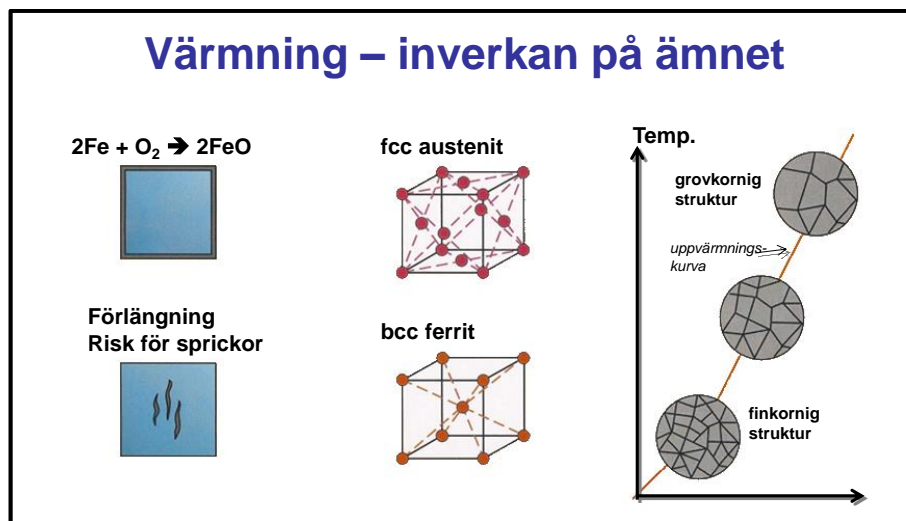 Värmning – inverkan på ämnet
2Fe + O₂ ➔ 2FeO
Förlängning
Risk för sprickor
fcc austenit
bcc ferrit
Temp.
grovkornig
struktur
uppvärmnings-
kurva
finkornig
struktur